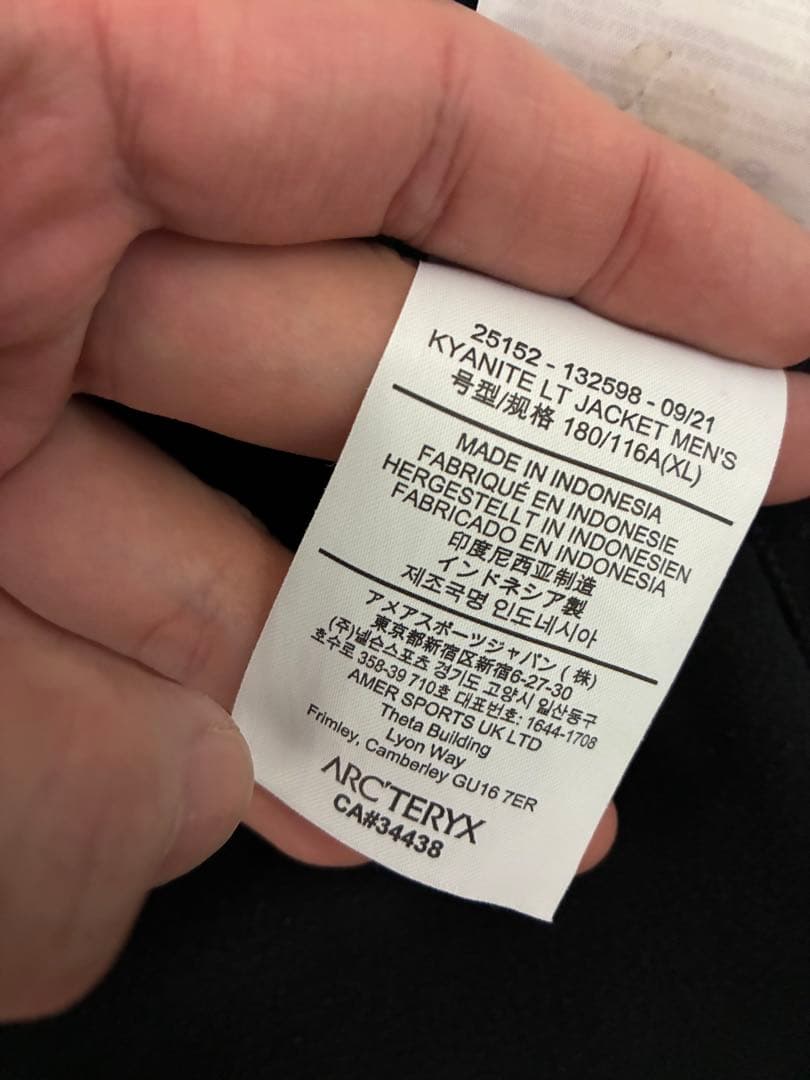 25152 - 132598 - 09/21
KYANITE LT JACKET MEN'S
号型/规格 180/116A(XL)
MADE IN INDONESIA
FABRIQUÉ EN INDONESIE
HERGESTELLT IN INDONESIEN
FABRICADO EN INDONESIA
印度尼西亚制造
インドネシア製
제조국명 인도네시아
アメアスポーツジャパン (株)
東京都新宿区新宿6-27-30
(주)넬슨스포츠 경기도 고양시 일산동구
호수로 358-39 710호 대표번호: 1644-1708
AMER SPORTS UK LTD
Theta Building
Lyon Way
Frimley, Camberley GU16 7ER
ARC'TERYX
CA#34438